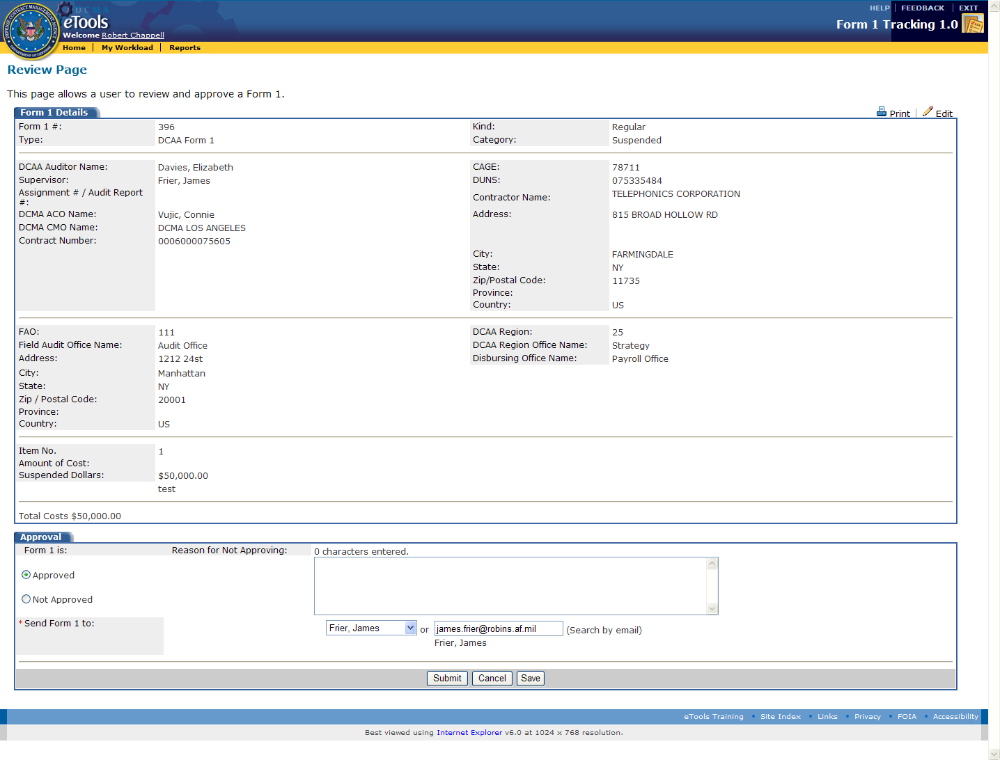 HELP FEEDBACK EXIT
DCMA
eTools
Form 1 Tracking 1.0
Welcome Robert Chappell
DEFENSE CONTRACT MANAGEMENT AGENCY
DEPARTMENT OF DEFENSE
Home My Workload Reports
Review Page
This page allows a user to review and approve a Form 1.
Form 1 Details
Print Edit
Form 1 #: 396 Kind: Regular
Type: DCAA Form 1 Category: Suspended
DCAA Auditor Name: Davies, Elizabeth CAGE: 78711
Supervisor: Frier, James DUNS: 075335484
Assignment # / Audit Report
#:
Contractor Name: TELEPHONICS CORPORATION
DCMA ACO Name: Vujic, Connie Address: 815 BROAD HOLLOW RD
DCMA CMO Name: DCMA LOS ANGELES
Contract Number: 0006000075605
City: FARMINGDALE
State: NY
Zip/Postal Code: 11735
Province:
Country: US
FAO: 111 DCAA Region: 25
Field Audit Office Name: Audit Office DCAA Region Office Name: Strategy
Address: 1212 24st Disbursing Office Name: Payroll Office
City: Manhattan
State: NY
Zip / Postal Code: 20001
Province:
Country: US
Item No. 1
Amount of Cost:
Suspended Dollars: $50,000.00
test
Total Costs $50,000.00
Approval
Form 1 is: Reason for Not Approving: 0 characters entered.
Approved
Not Approved
*Send Form 1 to: Frier, James or james.frier@robins.af.mil (Search by email)
Frier, James
Submit Cancel Save
eTools Training • Site Index • Links • Privacy • FOIA • Accessibility
Best viewed using Internet Explorer v6.0 at 1024 x 768 resolution.